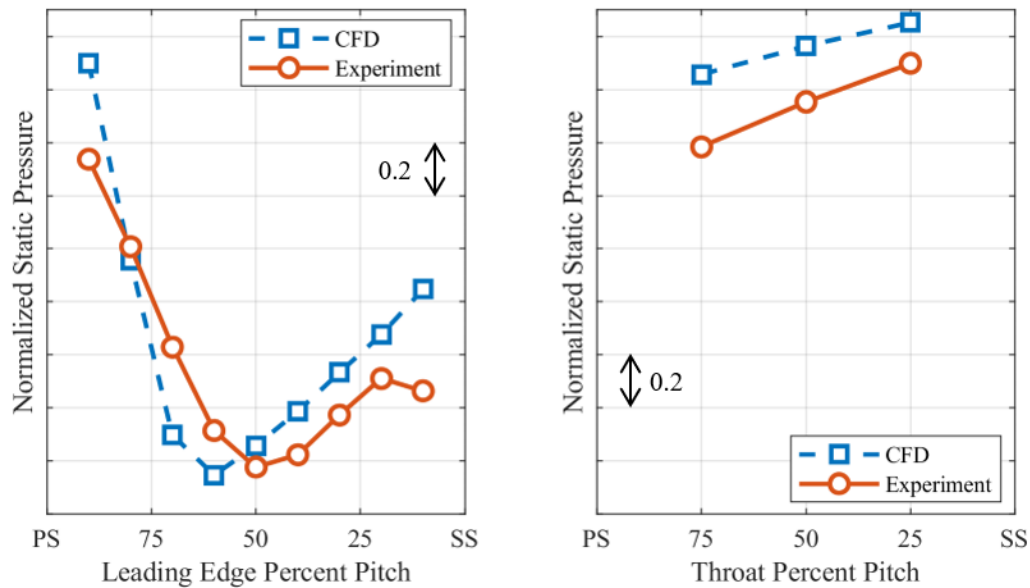 Normalized Static Pressure
CFD
Experiment
0.2
PS 75 50 25 SS
Leading Edge Percent Pitch
Normalized Static Pressure
0.2
CFD
Experiment
PS 75 50 25 SS
Throat Percent Pitch